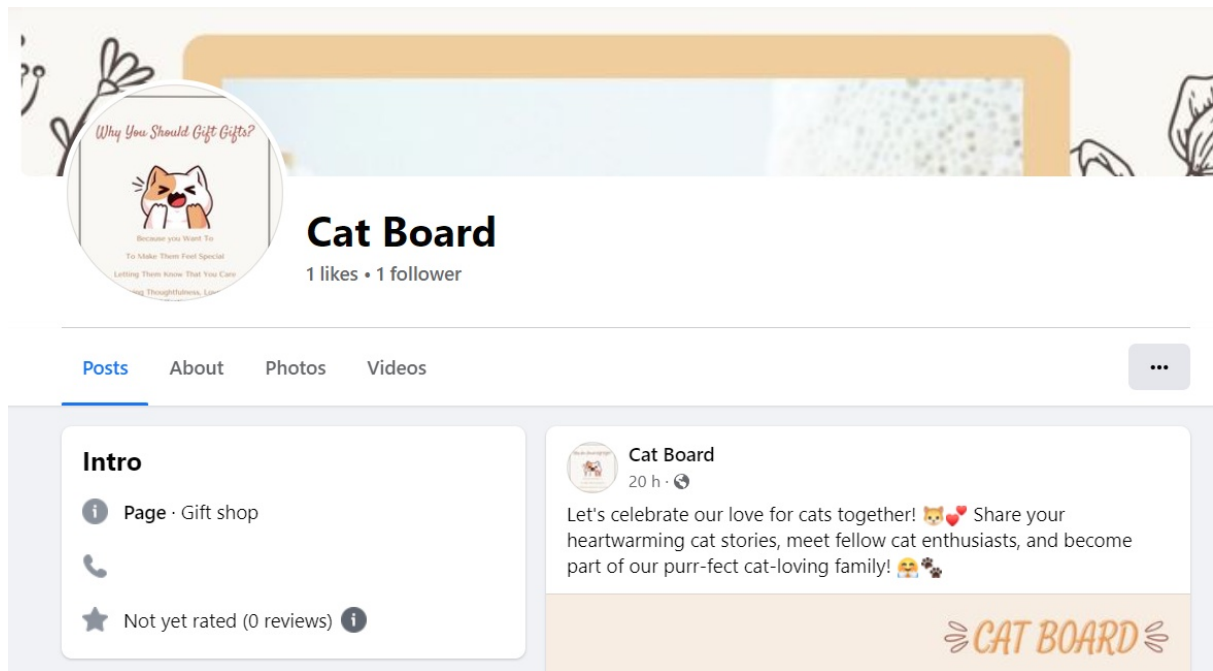 Why You Should Gift Gifts?
Because you Want To
To Make Them Feel Special
Letting Them Know That You Care
Thoughtfulness,
Cat Board
1 likes • 1 follower
Posts
About
Photos
Videos
Intro
Page · Gift shop
Not yet rated (0 reviews)
Cat Board
20 h ·
Let's celebrate our love for cats together! 🐱💕 Share your
heartwarming cat stories, meet fellow cat enthusiasts, and become
part of our purr-fect cat-loving family! 🤗🐾
CAT BOARD